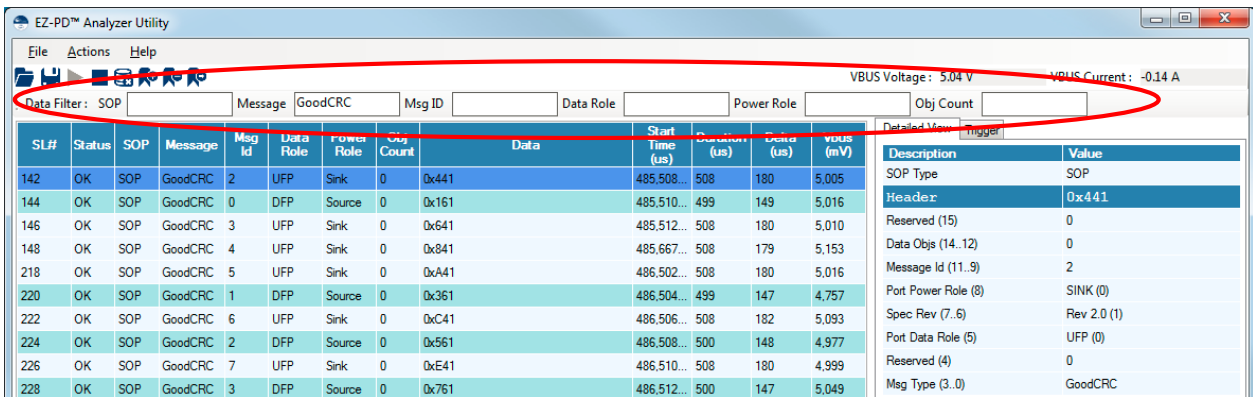 EZ-PD™ Analyzer Utility
File Actions Help
VBUS Voltage: 5.04 V VBUS Current: -0.14 A
Data Filter: SOP Message GoodCRC Msg ID Data Role Power Role Obj Count
Detailed View Trigger
SL# Status SOP Message Msg Id Data Role Power Role Obj Count Data Start Time (us) Duration (us) Delta (us) VBUS (mV)
Description Value
142 OK SOP GoodCRC 2 UFP Sink 0 0x441 485,508... 508 180 5,005
SOP Type SOP
144 OK SOP GoodCRC 0 DFP Source 0 0x161 485,510... 499 149 5,016
Header 0x441
146 OK SOP GoodCRC 3 UFP Sink 0 0x641 485,512... 508 180 5,010
Reserved (15) 0
148 OK SOP GoodCRC 4 UFP Sink 0 0x841 485,667... 508 179 5,153
Data Objs (14..12) 0
218 OK SOP GoodCRC 5 UFP Sink 0 0xA41 486,502... 508 180 5,016
Message Id (11..9) 2
220 OK SOP GoodCRC 1 DFP Source 0 0x361 486,504... 499 147 4,757
Port Power Role (8) SINK (0)
222 OK SOP GoodCRC 6 UFP Sink 0 0xC41 486,506... 508 182 5,093
Spec Rev (7..6) Rev 2.0 (1)
224 OK SOP GoodCRC 2 DFP Source 0 0x561 486,508... 500 148 4,977
Port Data Role (5) UFP (0)
226 OK SOP GoodCRC 7 UFP Sink 0 0xE41 486,510... 508 180 4,999
Reserved (4) 0
228 OK SOP GoodCRC 3 DFP Source 0 0x761 486,512... 500 147 5,049
Msg Type (3..0) GoodCRC